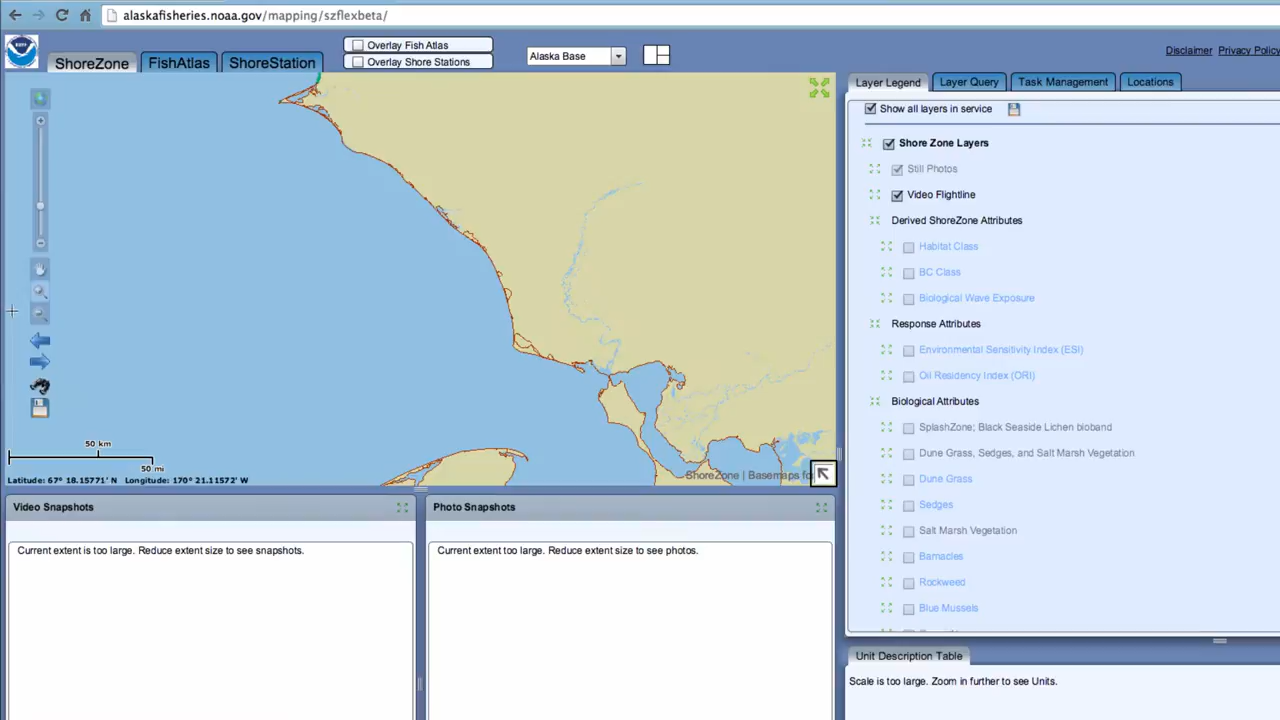 alaskafisheries.noaa.gov/mapping/szflexbeta/
ShoreZone
FishAtlas
ShoreStation
Overlay Fish Atlas
Overlay Shore Stations
Alaska Base
Disclaimer Privacy Policy
Layer Legend
Layer Query
Task Management
Locations
Show all layers in service
Shore Zone Layers
Still Photos
Video Flightline
Derived ShoreZone Attributes
Habitat Class
BC Class
Biological Wave Exposure
Response Attributes
Environmental Sensitivity Index (ESI)
Oil Residency Index (ORI)
Biological Attributes
SplashZone; Black Seaside Lichen bioband
Dune Grass, Sedges, and Salt Marsh Vegetation
Dune Grass
Sedges
Salt Marsh Vegetation
Barnacles
Rockweed
Blue Mussels
50 km
50 mi
Latitude: 67° 18.15771' N Longitude: 170° 21.11572' W
ShoreZone | Basemaps fo
Video Snapshots
Current extent is too large. Reduce extent size to see snapshots.
Photo Snapshots
Current extent too large. Reduce extent size to see photos.
Unit Description Table
Scale is too large. Zoom in further to see Units.